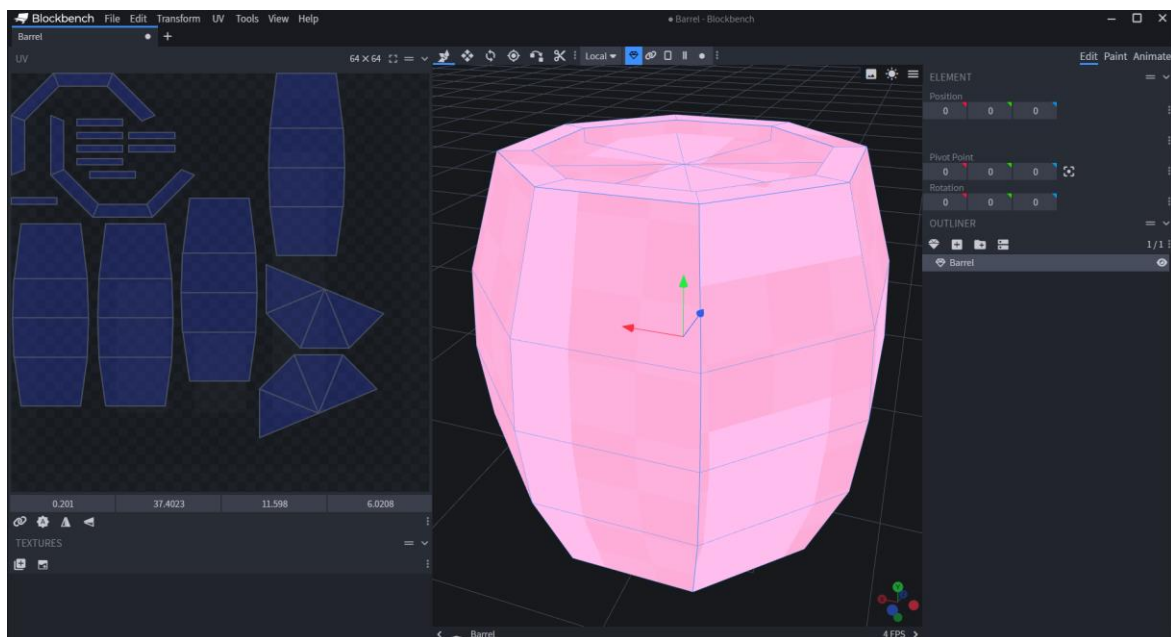 Blockbench File Edit Transform UV Tools View Help
• Barrel - Blockbench
Barrel
UV
64 × 64
Local
Edit Paint Animate
ELEMENT
Position
0 0 0
Pivot Point
0 0 0
Rotation
0 0 0
OUTLINER
1/1
Barrel
0.201 37.4023 11.598 6.0208
TEXTURES
Barrel
4 FPS